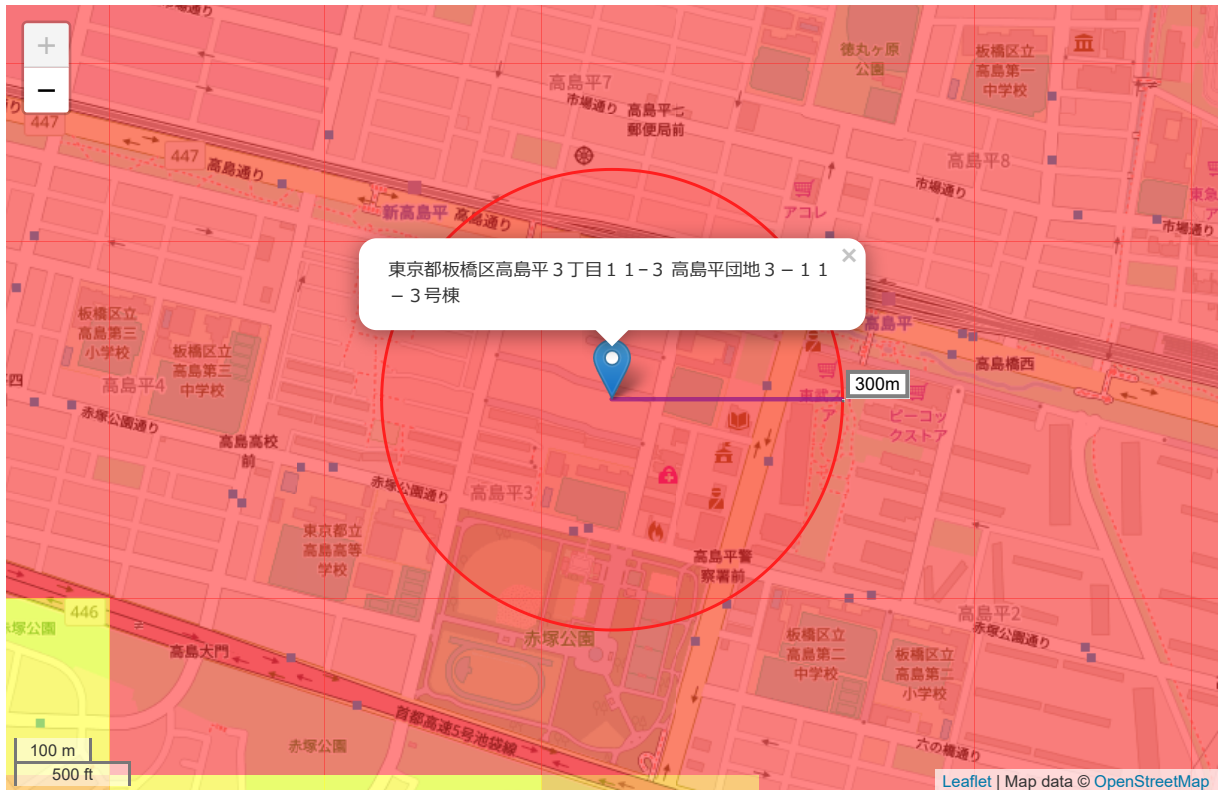 市場通り
+
−
徳丸ヶ原
公園
板橋区立
高島第一
中学校
高島平7
市場通り
高島平七
郵便局前
447
447
高島通り
高島平8
市場通り
新高島平
高島通り
アコレ
市場通り
東京都板橋区高島平３丁目１１−３ 高島平団地３－１１
－３号棟
×
板橋区立
高島第三
小学校
板橋区立
高島第三
中学校
高島平4
赤塚公園通り
高島平
高島橋西
300m
ピーコッ
クストア
高島高校
前
赤塚公園通り
高島平3
東京都立
高島高等
学校
高島平警
察署前
446
高島大門
赤塚公園
高島平2
赤塚公園通り
板橋区立
高島第二
中学校
板橋区立
高島第二
小学校
首都高速5号池袋線
赤塚公園
六の橋通り
100 m
500 ft
Leaflet | Map data © OpenStreetMap